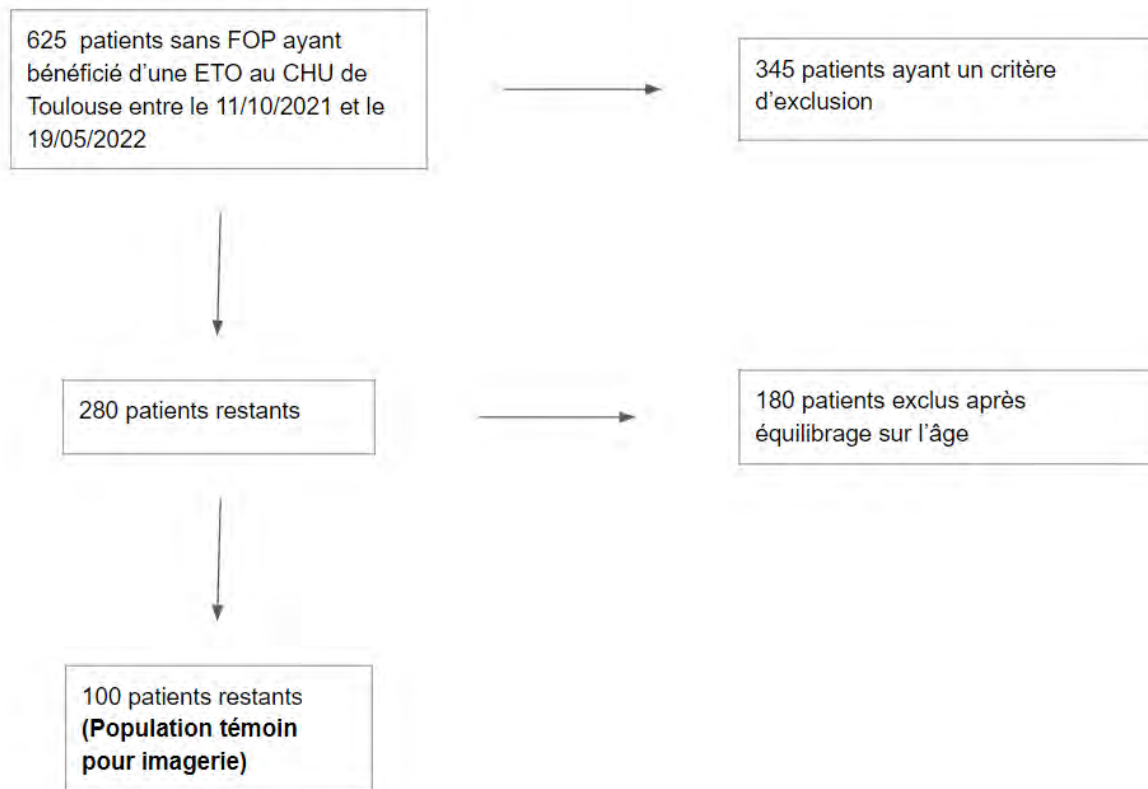 625 patients sans FOP ayant
bénéficié d'une ETO au CHU de
Toulouse entre le 11/10/2021 et le
19/05/2022
345 patients ayant un critère
d'exclusion
280 patients restants
180 patients exclus après
équilibrage sur l'âge
100 patients restants
(Population témoin
pour imagerie)